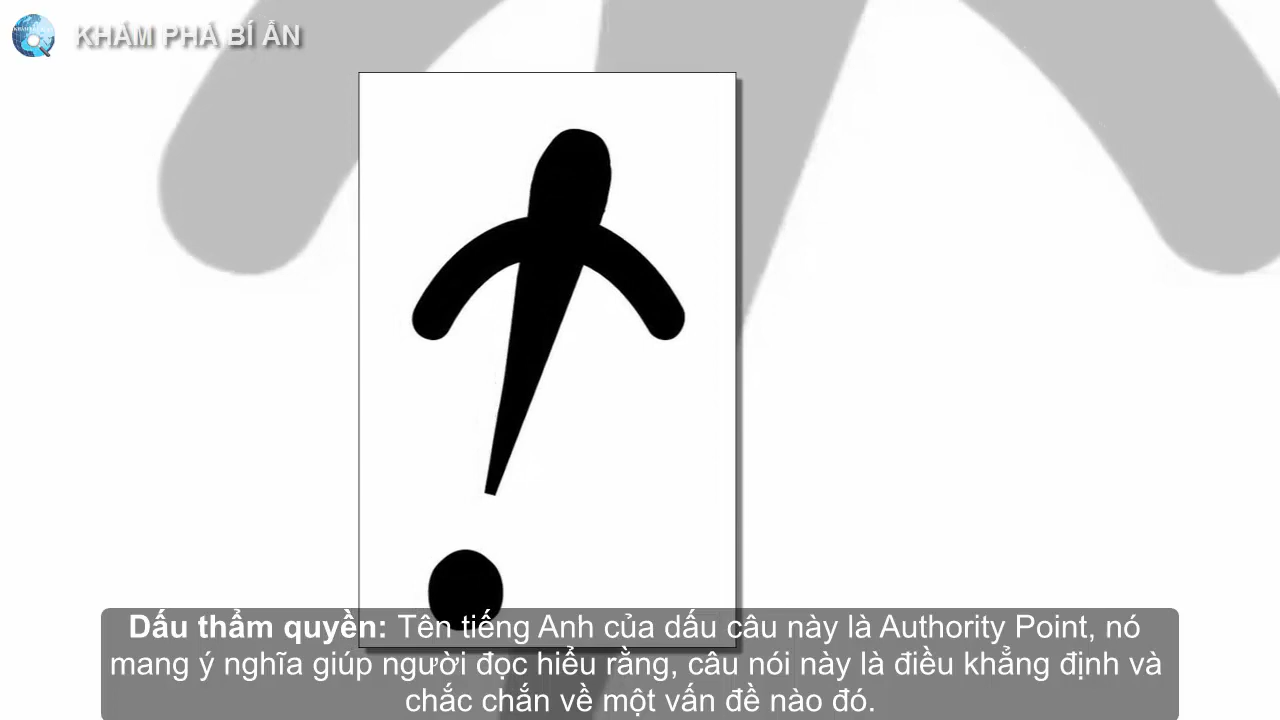 KHÁM PHÁ BÍ ẨN
Dấu thẩm quyền: Tên tiếng Anh của dấu câu này là Authority Point, nó
mang ý nghĩa giúp người đọc hiểu rằng, câu nói này là điều khẳng định và
chắc chắn về một vấn đề nào đó.